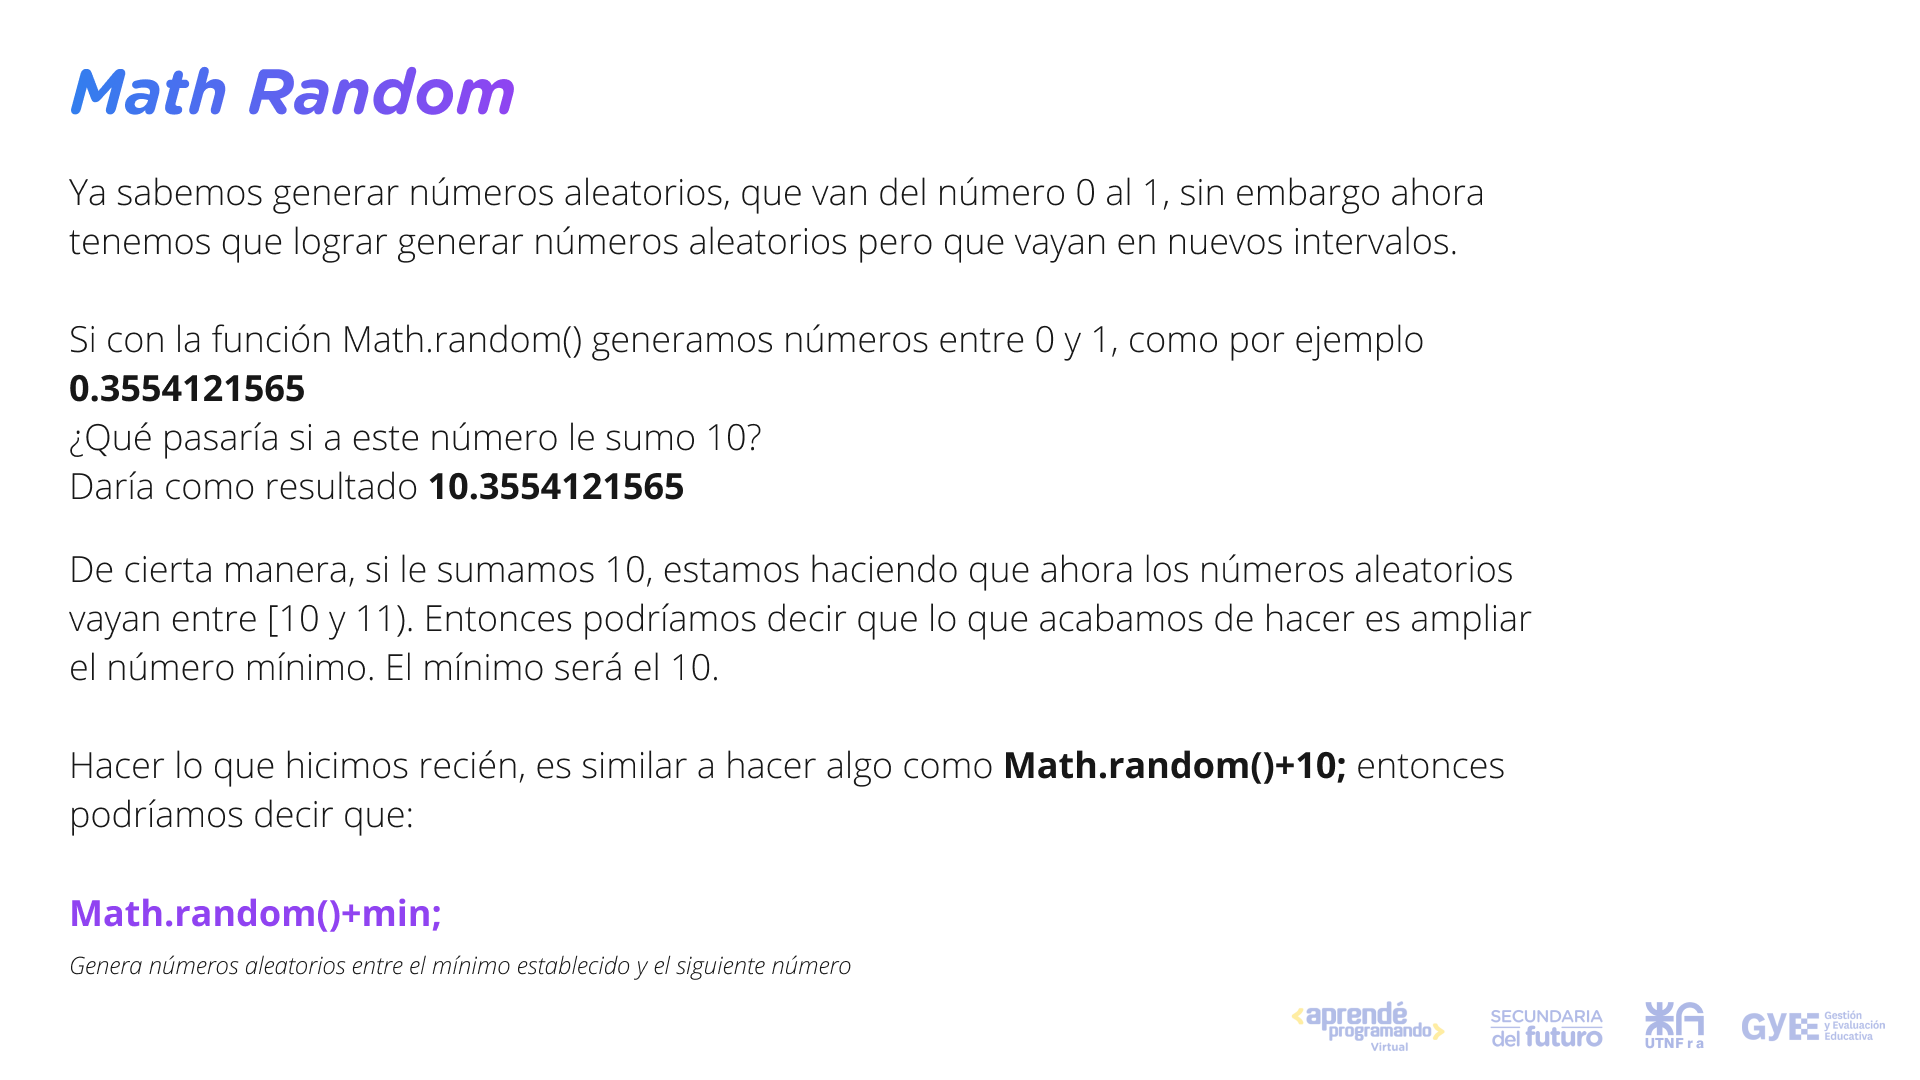 Math Random
Ya sabemos generar números aleatorios, que van del número 0 al 1, sin embargo ahora
tenemos que lograr generar números aleatorios pero que vayan en nuevos intervalos.
Si con la función Math.random() generamos números entre 0 y 1, como por ejemplo
0.3554121565
¿Qué pasaría si a este número le sumo 10?
Daría como resultado 10.3554121565
De cierta manera, si le sumamos 10, estamos haciendo que ahora los números aleatorios
vayan entre [10 y 11). Entonces podríamos decir que lo que acabamos de hacer es ampliar
el número mínimo. El mínimo será el 10.
Hacer lo que hicimos recién, es similar a hacer algo como Math.random()+10; entonces
podríamos decir que:
Math.random()+min;
Genera números aleatorios entre el mínimo establecido y el siguiente número
<aprendé
programando>
Virtual
SECUNDARIA
del futuro
UTNFra
GyEE
Gestión
y Evaluación
Educativa